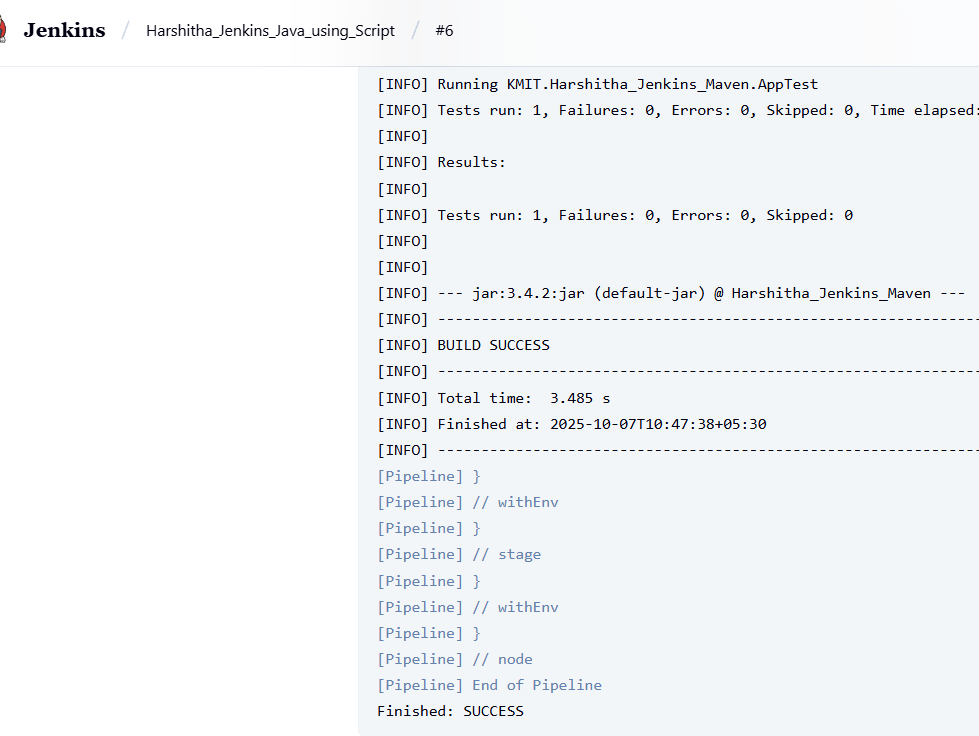 Jenkins / Harshitha_Jenkins_Java_using_Script / #6
[INFO] Running KMIT.Harshitha_Jenkins_Maven.AppTest
[INFO] Tests run: 1, Failures: 0, Errors: 0, Skipped: 0, Time elapsed:
[INFO]
[INFO] Results:
[INFO]
[INFO] Tests run: 1, Failures: 0, Errors: 0, Skipped: 0
[INFO]
[INFO]
[INFO] --- jar:3.4.2:jar (default-jar) @ Harshitha_Jenkins_Maven ---
[INFO] ---------------------------------------------------------------
[INFO] BUILD SUCCESS
[INFO] ---------------------------------------------------------------
[INFO] Total time:  3.485 s
[INFO] Finished at: 2025-10-07T10:47:38+05:30
[INFO] ---------------------------------------------------------------
[Pipeline] }
[Pipeline] // withEnv
[Pipeline] }
[Pipeline] // stage
[Pipeline] }
[Pipeline] // withEnv
[Pipeline] }
[Pipeline] // node
[Pipeline] End of Pipeline
Finished: SUCCESS